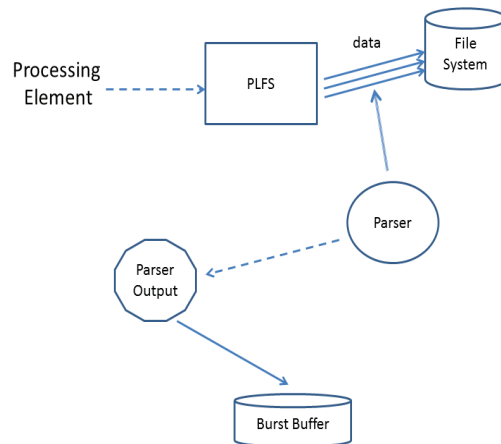 data
File
System
Processing
Element
PLFS
Parser
Parser
Output
Burst Buffer